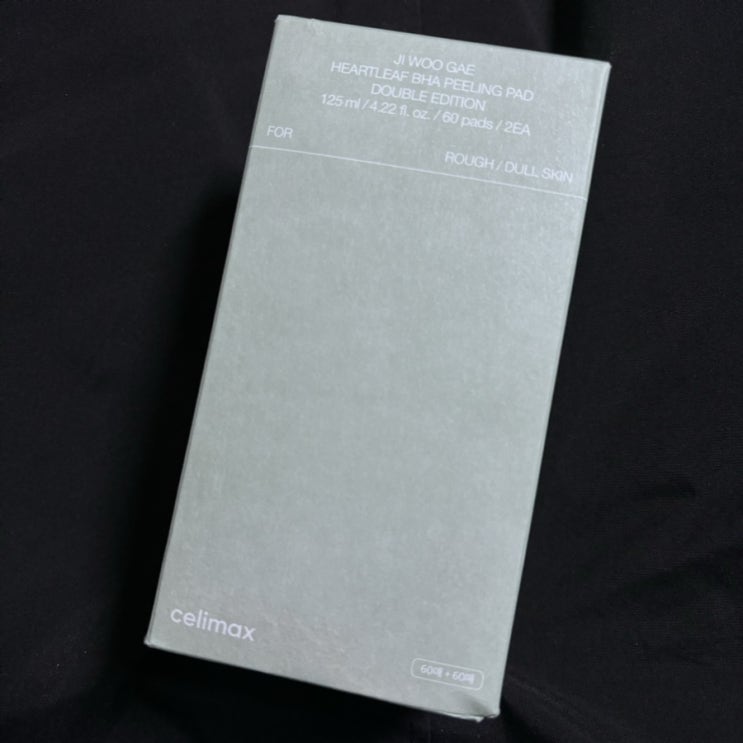 JI WOO GAE
HEARTLEAF BHA PEELING PAD
DOUBLE EDITION
125 ml / 4.22 fl. oz. / 60 pads / 2EA
FOR
ROUGH / DULL SKIN
celimax
60매 + 60매